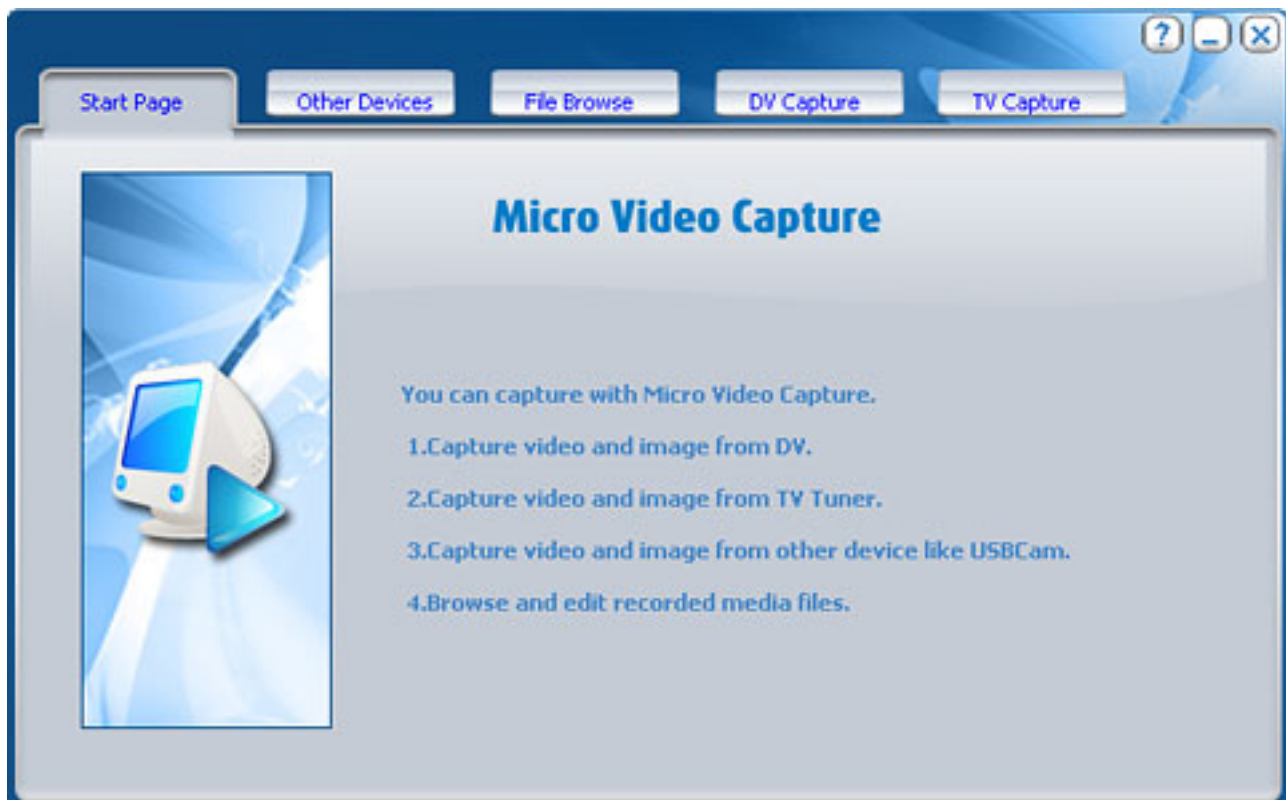 ?
Start Page
Other Devices
File Browse
DV Capture
TV Capture
Micro Video Capture
You can capture with Micro Video Capture.
1.Capture video and image from DV.
2.Capture video and image from TV Tuner.
3.Capture video and image from other device like USBCam.
4.Browse and edit recorded media files.